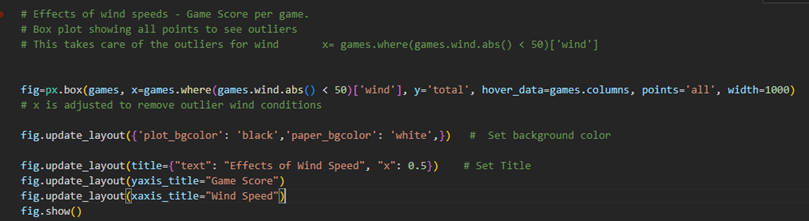 # Effects of wind speeds - Game Score per game.
# Box plot showing all points to see outliers
# This takes care of the outliers for wind       x= games.where(games.wind.abs() < 50)['wind']
fig=px.box(games, x=games.where(games.wind.abs() < 50)['wind'], y='total', hover_data=games.columns, points='all', width=1000)
# x is adjusted to remove outlier wind conditions
fig.update_layout({'plot_bgcolor': 'black','paper_bgcolor': 'white',})   #  Set background color
fig.update_layout(title={"text": "Effects of Wind Speed", "x": 0.5})    # Set Title
fig.update_layout(yaxis_title="Game Score")
fig.update_layout(xaxis_title="Wind Speed")
fig.show()